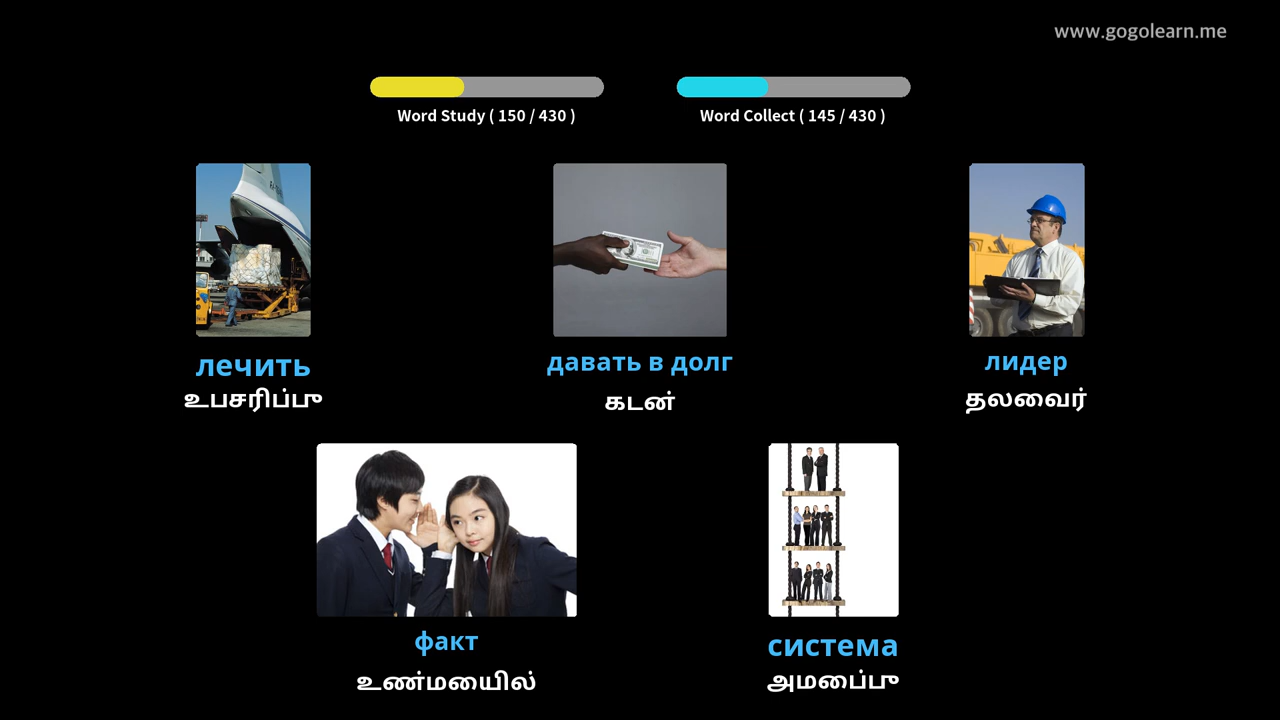 www.gogolearn.me
Word Study ( 150 / 430 )
Word Collect ( 145 / 430 )
лечить
உபசரிப்பு
давать в долг
கடன்
лидер
தலைவர்
факт
உண்மையில்
система
அமைப்பு